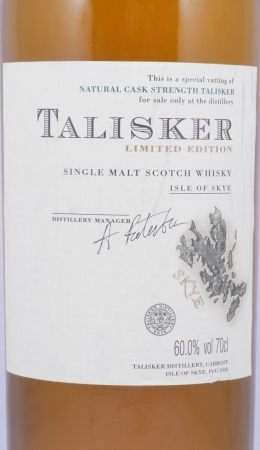 This is a special vatting of
NATURAL CASK STRENGTH TALISKER
for sale only at the distillery
TALISKER
LIMITED EDITION
SINGLE MALT SCOTCH WHISKY
ISLE OF SKYE
DISTILLERY MANAGER
SKYE
60.0% vol 70cl
TALISKER DISTILLERY, CARBOST
ISLE OF SKYE, IV47 8SR